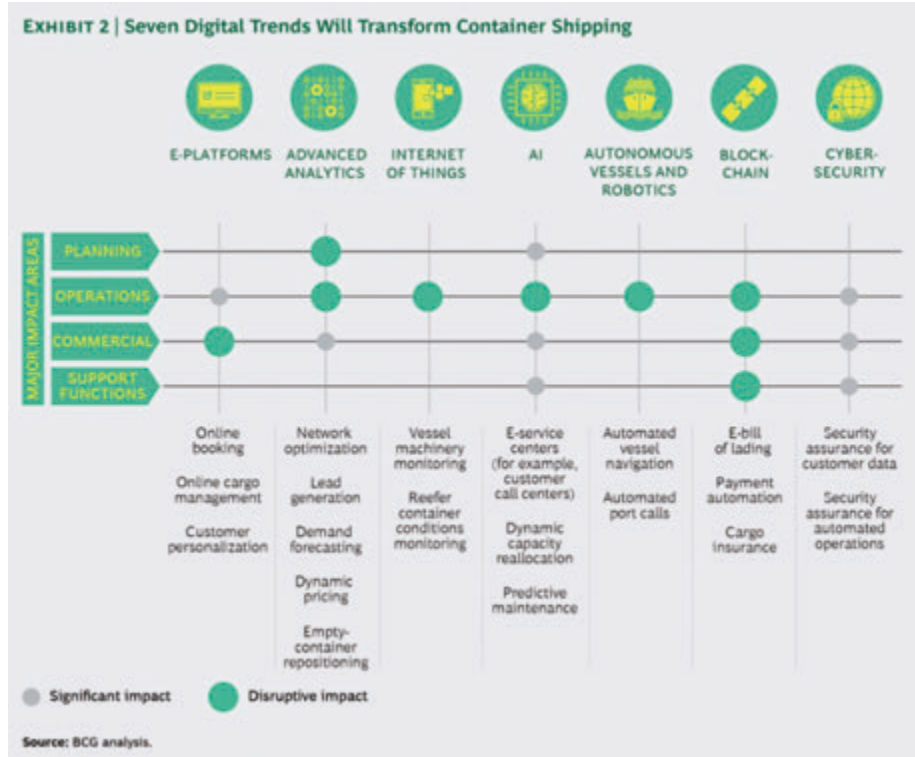 EXHIBIT 2 | Seven Digital Trends Will Transform Container Shipping
E-PLATFORMS
ADVANCED
ANALYTICS
INTERNET
OF THINGS
AI
AUTONOMOUS
VESSELS AND
ROBOTICS
BLOCK-
CHAIN
CYBER-
SECURITY
MAJOR IMPACT AREAS
PLANNING
OPERATIONS
COMMERCIAL
SUPPORT
FUNCTIONS
Online
booking
Online cargo
management
Customer
personalization
Network
optimization
Lead
generation
Demand
forecasting
Dynamic
pricing
Empty-
container
repositioning
Vessel
machinery
monitoring
Reefer
container
conditions
monitoring
E-service
centers
(for example,
customer
call centers)
Dynamic
capacity
reallocation
Predictive
maintenance
Automated
vessel
navigation
Automated
port calls
E-bill
of lading
Payment
automation
Cargo
insurance
Security
assurance for
customer data
Security
assurance for
automated
operations
Significant impact
Disruptive impact
Source: BCG analysis.